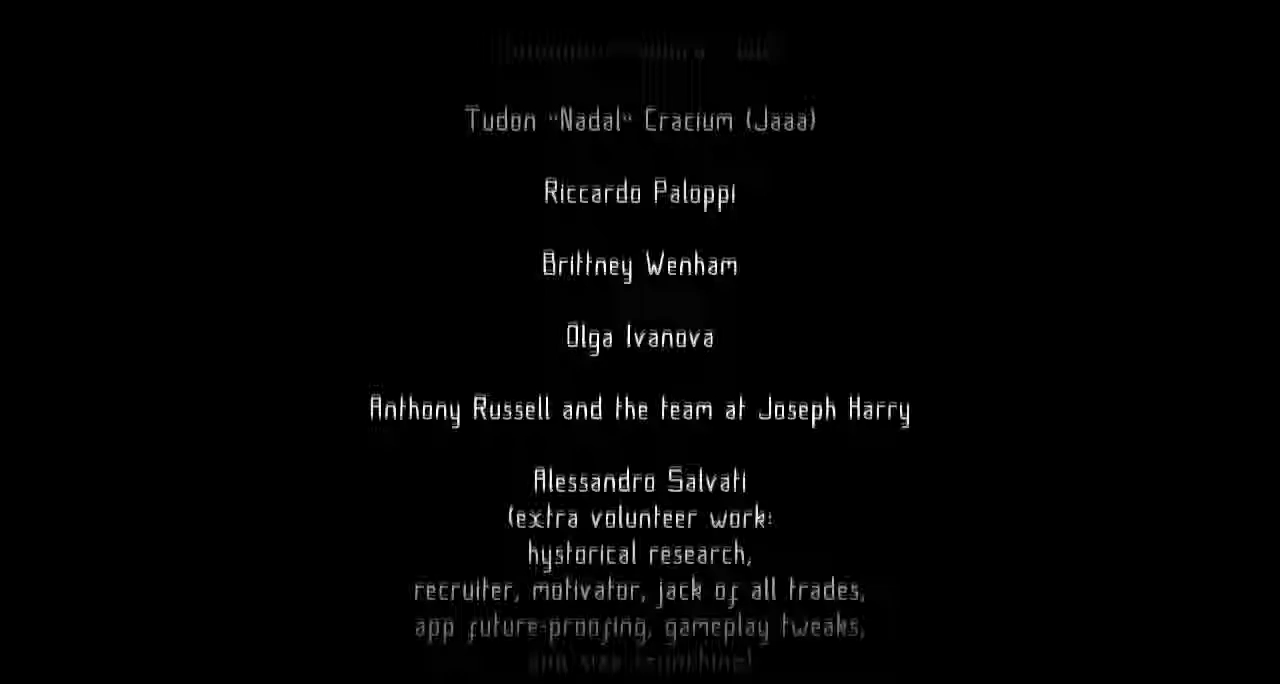 Tudon "Nadal" Cracium (Jaaa)
Riccardo Paloppi
Brittney Wenham
Olga Ivanova
Anthony Russell and the team at Joseph Harry
Alessandro Salvati
(extra volunteer work:
hystorical research,
recruiter, motivator, jack of all trades,
app future-proofing, gameplay tweaks,